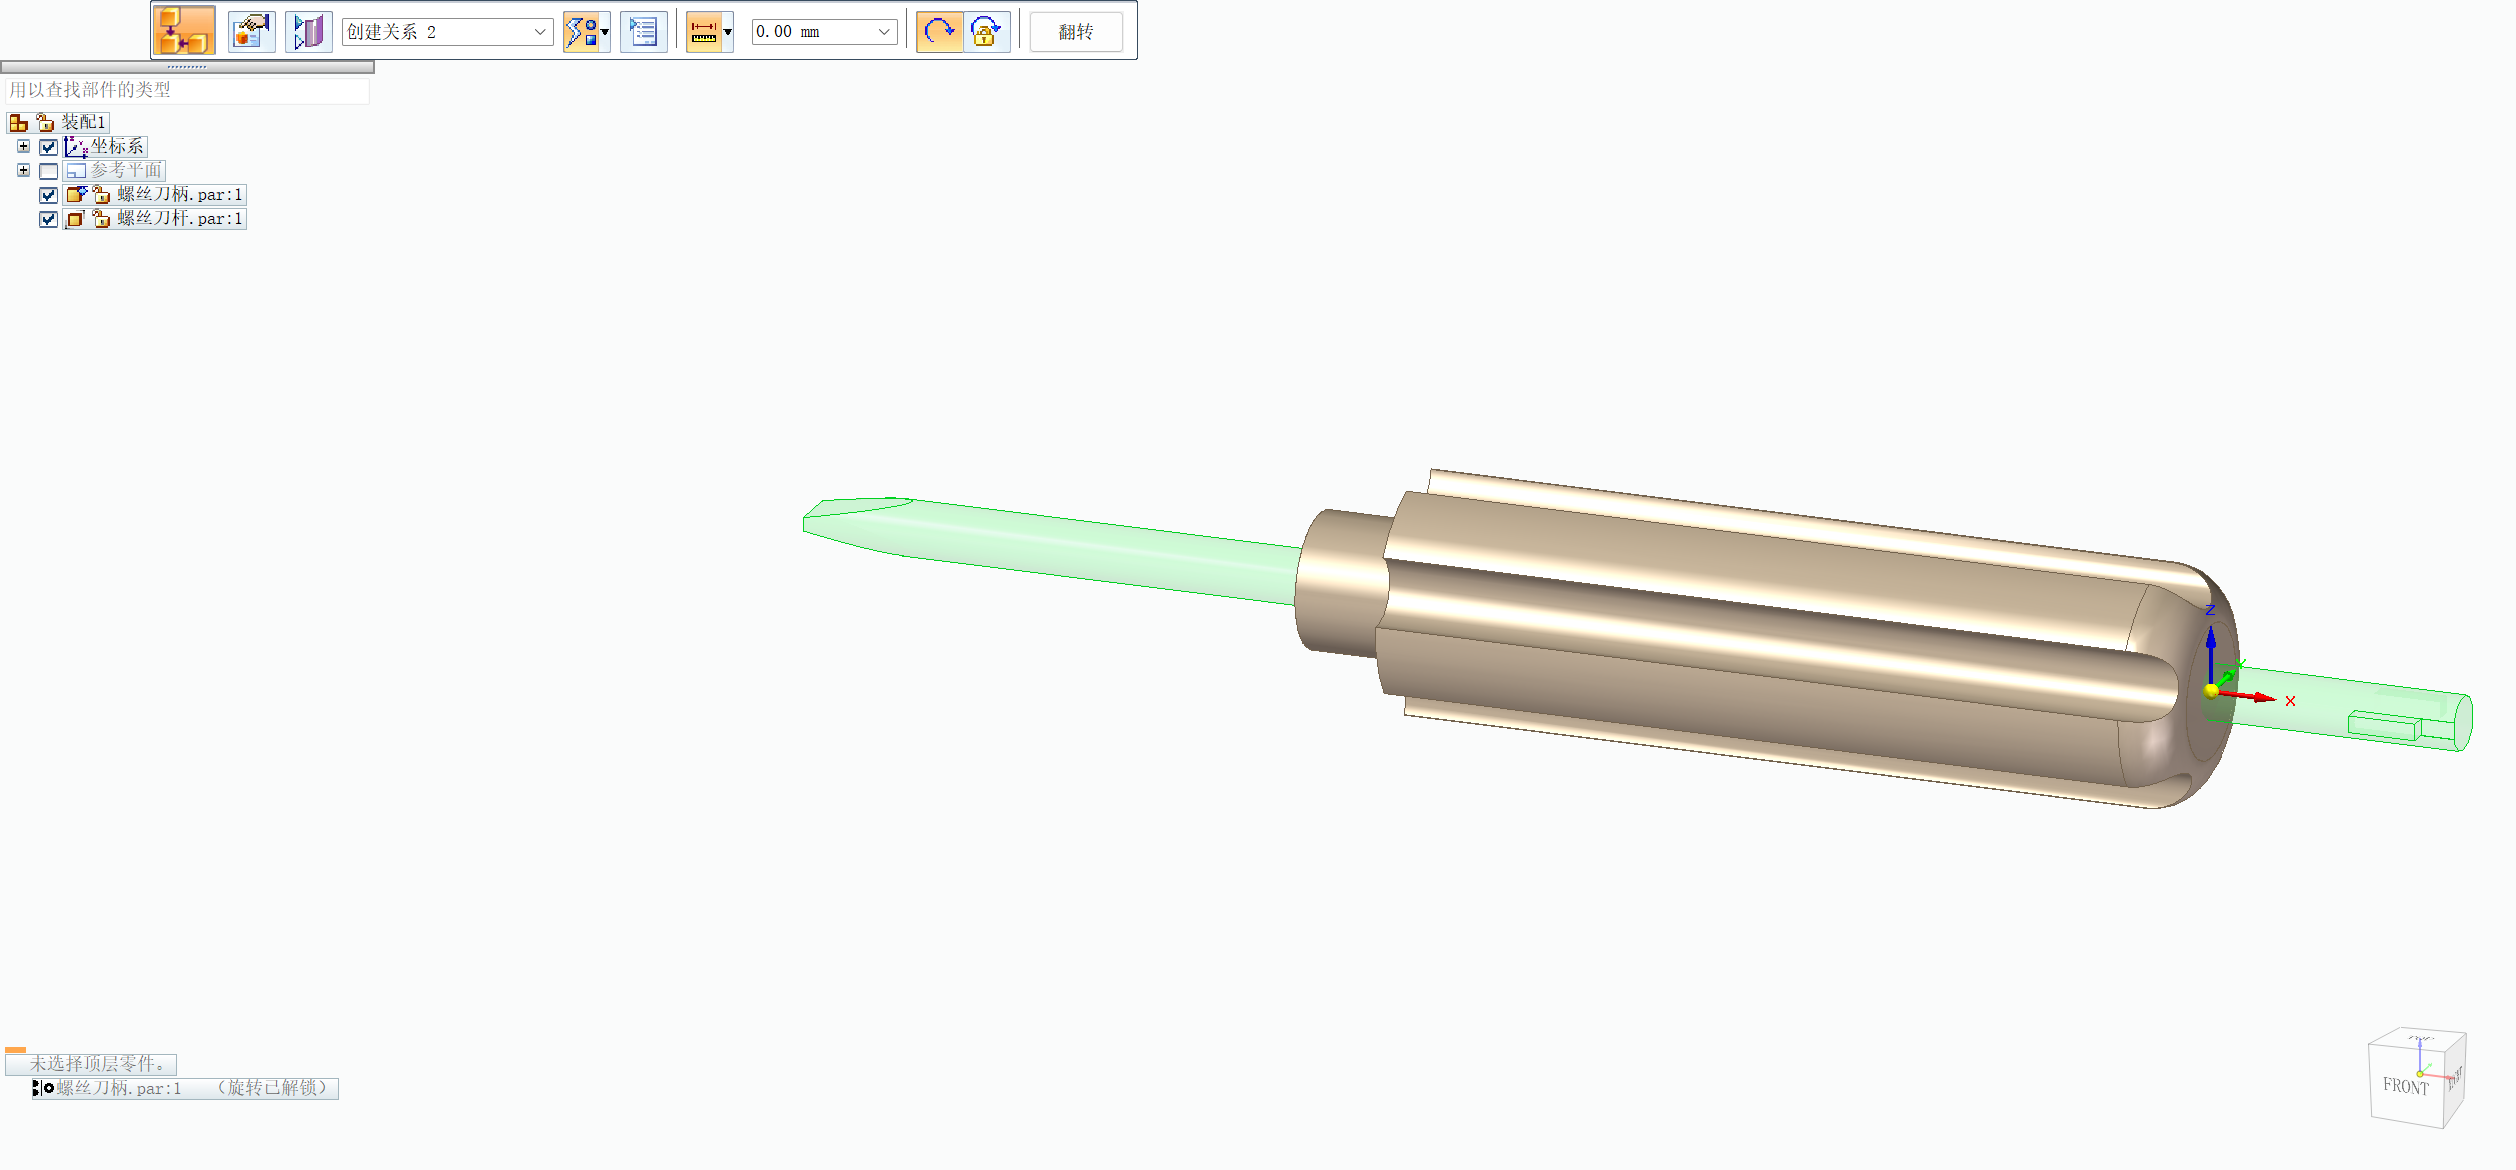 创建关系 2
0.00 mm
翻转
用以查找部件的类型
装配1
坐标系
参考平面
螺丝刀柄.par:1
螺丝刀杆.par:1
Z
X
未选择顶层零件。
螺丝刀柄.par:1 （旋转已解锁）
TOP
FRONT